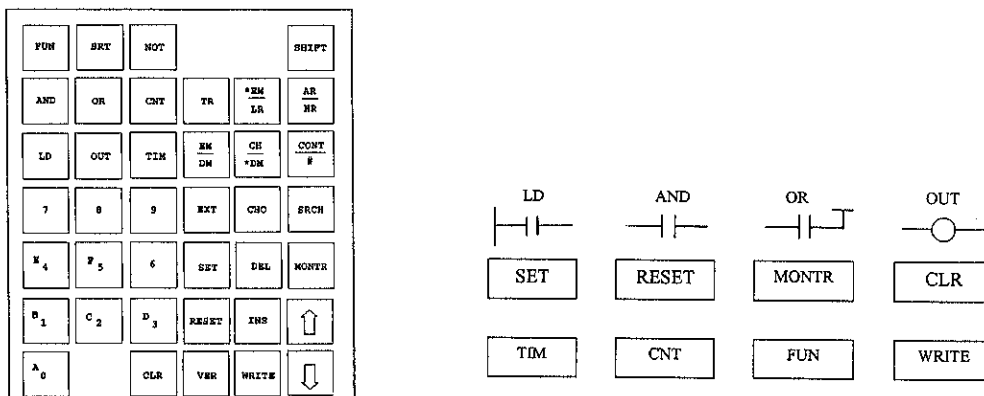 FUN SRT NOT SHIFT
AND OR CNT TR *EM LR AR HR
LD OUT TIM EM DM CH *DM CONT #
7 8 9 EXT CHG SRCH
E 4 F 5 6 SET DEL MONTR
B 1 C 2 D 3 RESET INS
A 0 CLR VER WRITE
LD AND OR OUT
SET RESET MONTR CLR
TIM CNT FUN WRITE